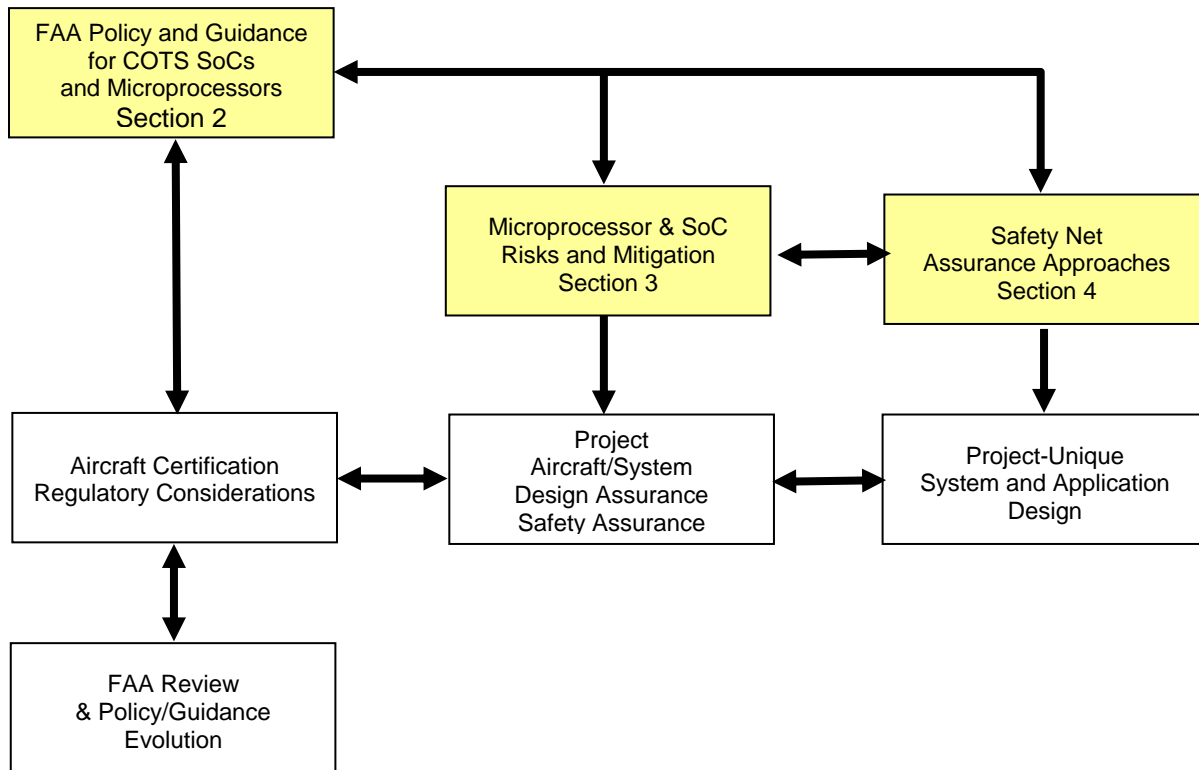 FAA Policy and Guidance
for COTS SoCs
and Microprocessors
Section 2
Microprocessor & SoC
Risks and Mitigation
Section 3
Safety Net
Assurance Approaches
Section 4
Aircraft Certification
Regulatory Considerations
Project
Aircraft/System
Design Assurance
Safety Assurance
Project-Unique
System and Application
Design
FAA Review
& Policy/Guidance
Evolution